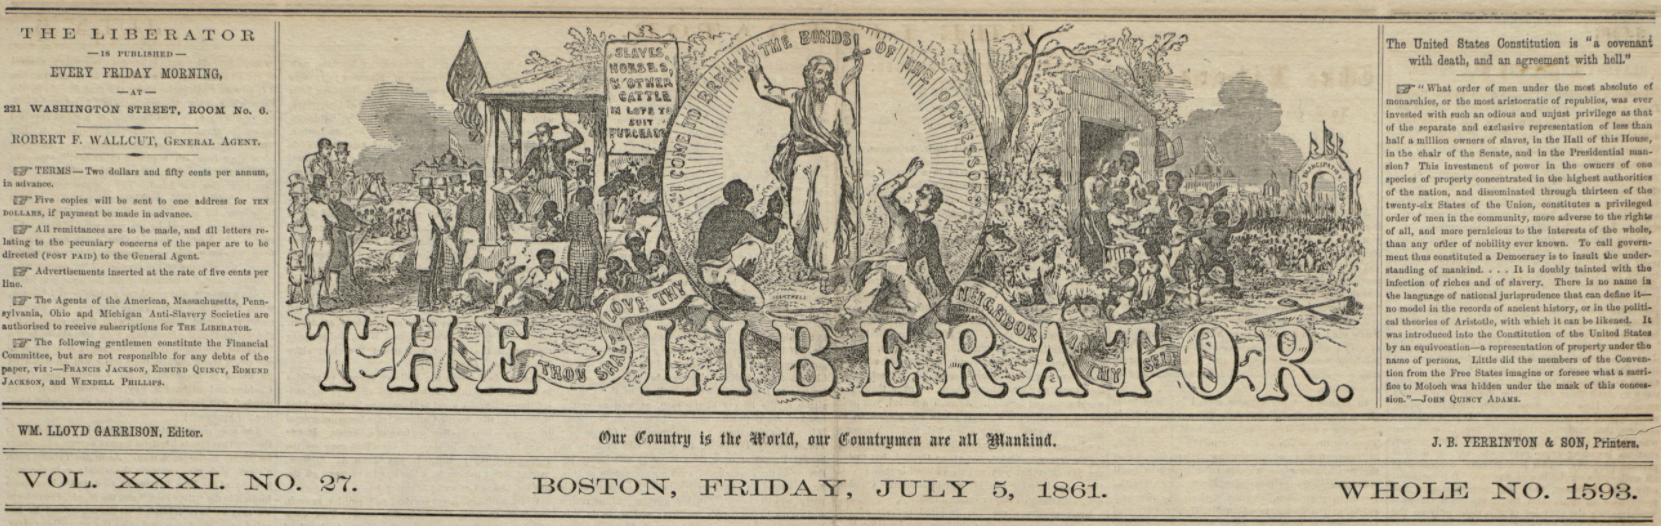 THE LIBERATOR
—IS PUBLISHED—
EVERY FRIDAY MORNING,
—AT—
221 WASHINGTON STREET, ROOM No. 6.
ROBERT F. WALLCUT, GENERAL AGENT.
☞ TERMS — Two dollars and fifty cents per annum,
in advance.
☞ Five copies will be sent to one address for TEN
DOLLARS, if payment be made in advance.
☞ All remittances are to be made, and all letters re-
lating to the pecuniary concerns of the paper are to be
directed (POST PAID) to the General Agent.
☞ Advertisements inserted at the rate of five cents per
line.
☞ The Agents of the American, Massachusetts, Penn-
sylvania, Ohio and Michigan Anti-Slavery Societies are
authorised to receive subscriptions for THE LIBERATOR.
☞ The following gentlemen constitute the Financial
Committee, but are not responsible for any debts of the
paper, viz :—FRANCIS JACKSON, EDMUND QUINCY, EDMUND
JACKSON, and WENDELL PHILLIPS.
SLAVES
HORSES,
& OTHER
CATTLE
IN LOTS TO
SUIT
PURCHASER
I COME TO BREAK THE BONDS OF THE OPPRESSOR
EMANCIPATION
THOU SHALT LOVE THY NEIGHBOR AS THYSELF
HARTWELL
THE LIBERATOR.
The United States Constitution is "a covenant
with death, and an agreement with hell."
☞ "What order of men under the most absolute of
monarchies, or the most aristocratic of republics, was ever
invested with such an odious and unjust privilege as that
of the separate and exclusive representation of less than
half a million owners of slaves, in the Hall of this House,
in the chair of the Senate, and in the Presidential man-
sion? This investment of power in the owners of one
species of property concentrated in the highest authorities
of the nation, and disseminated through thirteen of the
twenty-six States of the Union, constitutes a privileged
order of men in the community, more adverse to the rights
of all, and more pernicious to the interests of the whole,
than any order of nobility ever known. To call govern-
ment thus constituted a Democracy is to insult the under-
standing of mankind. . . . It is doubly tainted with the
infection of riches and of slavery. There is no name in
the language of national jurisprudence that can define it—
no model in the records of ancient history, or in the politi-
cal theories of Aristotle, with which it can be likened. It
was introduced into the Constitution of the United States
by an equivocation—a representation of property under the
name of persons. Little did the members of the Conven-
tion from the Free States imagine or foresee what a sacri-
fice to Moloch was hidden under the mask of this conces-
sion."—JOHN QUINCY ADAMS.
WM. LLOYD GARRISON, Editor.
Our Country is the World, our Countrymen are all Mankind.
J. B. YERRINTON & SON, Printers.
VOL. XXXI. NO. 27.
BOSTON, FRIDAY, JULY 5, 1861.
WHOLE NO. 1593.